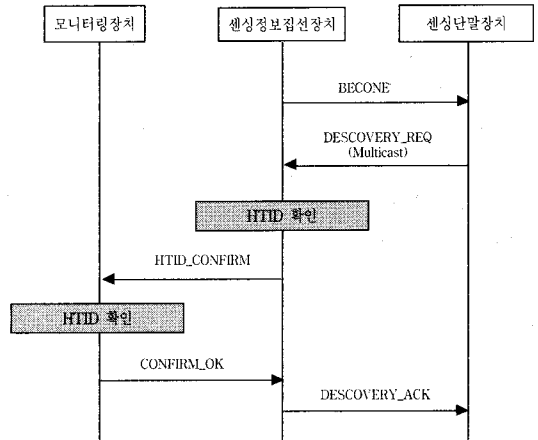 모니터링장치
센싱정보집선장치
센싱단말장치
BECONE
DESCOVERY_REQ
(Multicast)
HTID 확인
HTID_CONFIRM
HTID 확인
CONFIRM_OK
DESCOVERY_ACK